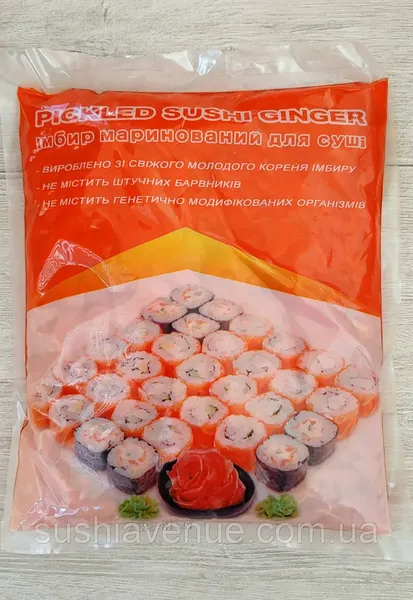 PICKLED SUSHI GINGER
Імбир маринований для суші
- ВИРОБЛЕНО ЗІ СВІЖОГО МОЛОДОГО КОРЕНЯ ІМБИРУ
- НЕ МІСТИТЬ ШТУЧНИХ БАРВНИКІВ
- НЕ МІСТИТЬ ГЕНЕТИЧНО МОДИФІКОВАНИХ ОРГАНІЗМІВ
sushiavenue.com.ua